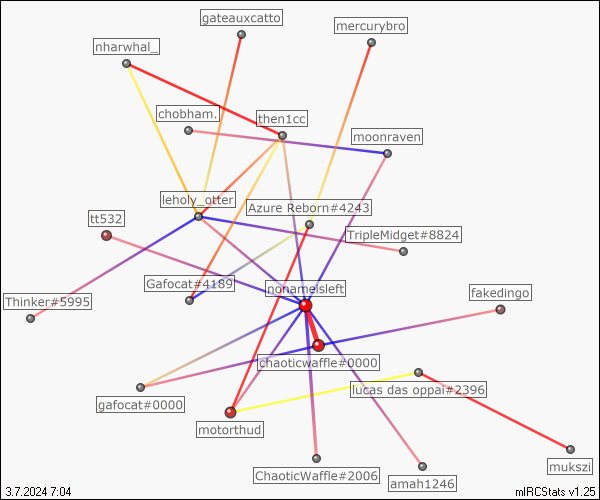 gateauxcatto
mercurybro
nharwhal_
chobham.
then1cc
moonraven
leholy_otter
Azure Reborn#4243
tt532
TripleMidget#8824
Gafocat#4189
nonameisleft
Thinker#5995
fakedingo
chaoticwaffle#0000
lucas das oppai#2396
gafocat#0000
motorthud
ChaoticWaffle#2006
mukszi
amah1246
3.7.2024 7:04
mIRCStats v1.25